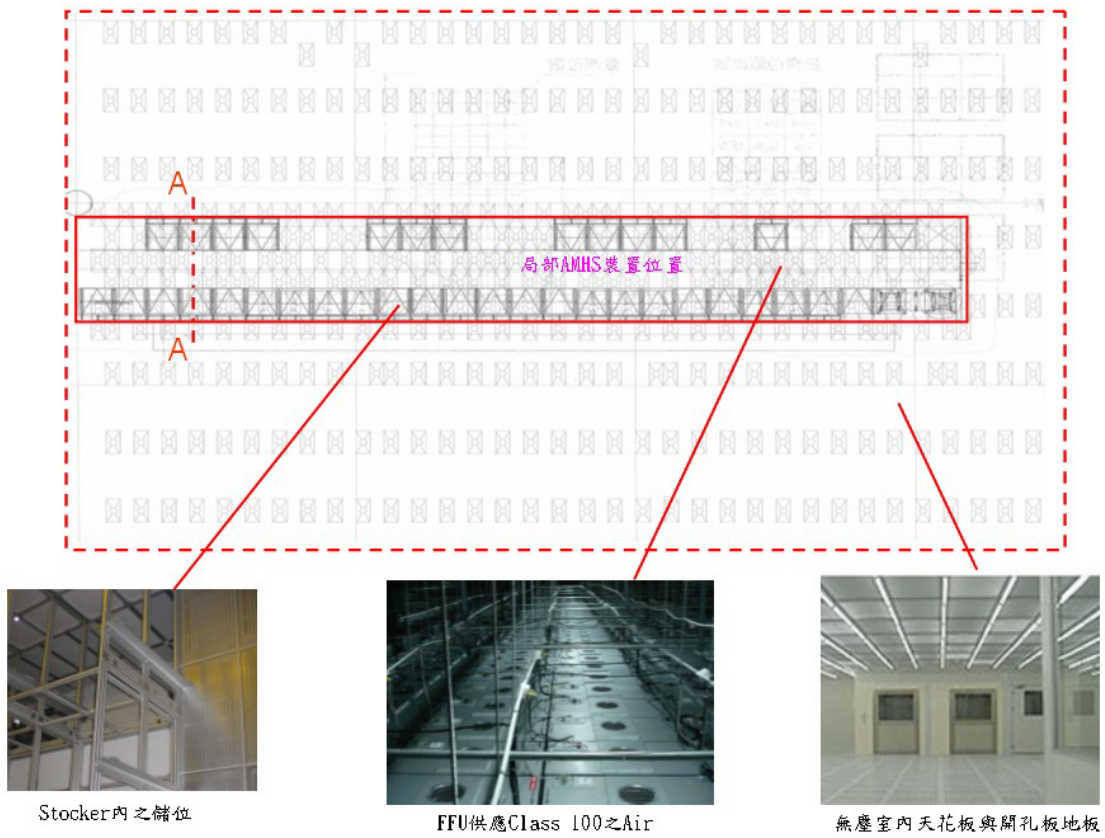 A
局部AMHS裝置位置
A
Stocker內之儲位
FFU供應Class 100之Air
無塵室內天花板與開孔板地板